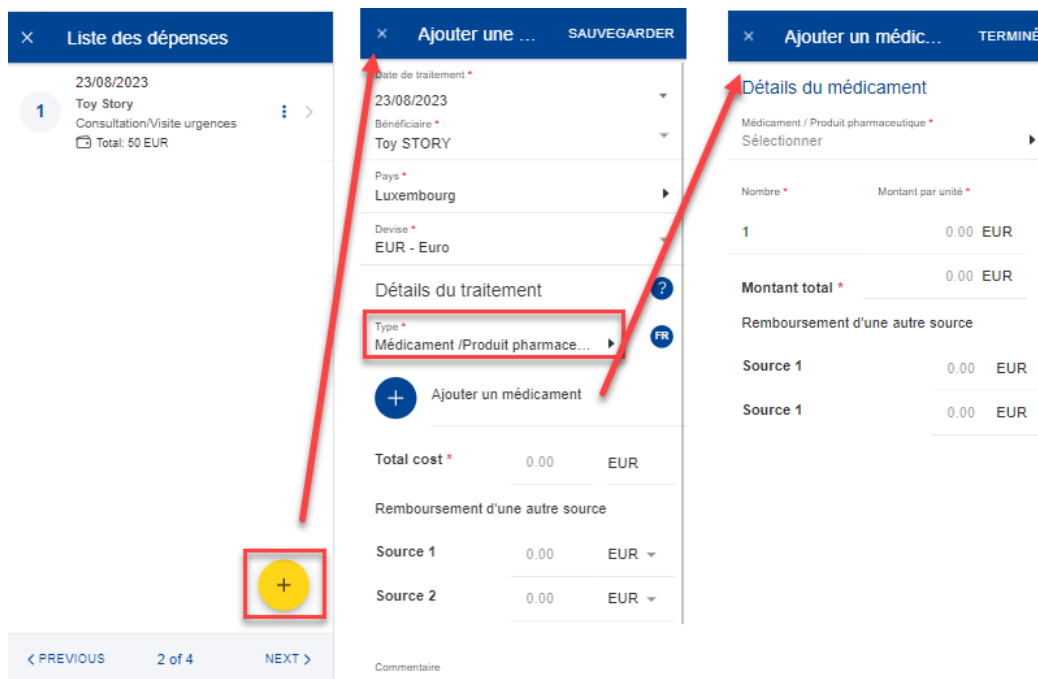 Liste des dépenses
23/08/2023
1
Toy Story
Consultation/Visite urgences
Total: 50 EUR
+
< PREVIOUS 2 of 4 NEXT >
× Ajouter une ... SAUVEGARDER
Date de traitement *
23/08/2023
Bénéficiaire *
Toy STORY
Pays *
Luxembourg
Devise *
EUR - Euro
Détails du traitement ?
Type *
Médicament /Produit pharmace... FR
+ Ajouter un médicament
Total cost * 0.00 EUR
Remboursement d'une autre source
Source 1 0.00 EUR
Source 2 0.00 EUR
Commentaire
× Ajouter un médic... TERMINÉ
Détails du médicament
Médicament / Produit pharmaceutique *
Sélectionner
Nombre * Montant par unité *
1 0.00 EUR
Montant total * 0.00 EUR
Remboursement d'une autre source
Source 1 0.00 EUR
Source 1 0.00 EUR